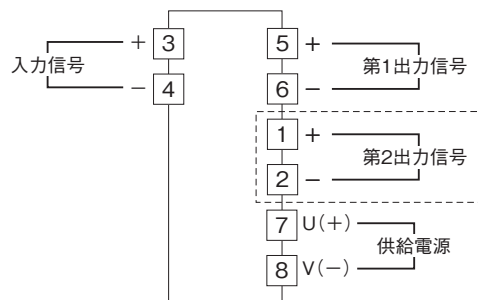 + 3
入力信号
− 4
5 +
第1出力信号
6 −
1 +
第2出力信号
2 −
7 U(+)
供給電源
8 V(−)